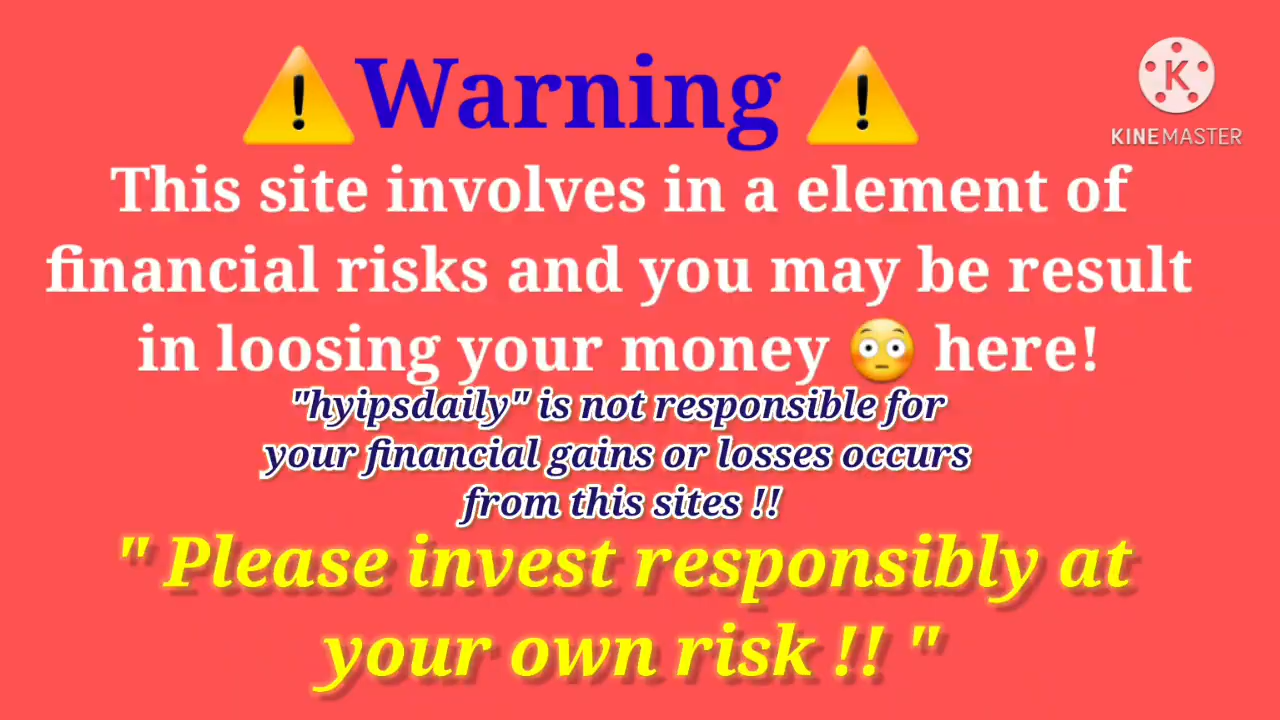 ⚠️Warning ⚠️
K
KINEMASTER
This site involves in a element of
financial risks and you may be result
in loosing your money 😳 here!
"hyipsdaily" is not responsible for
your financial gains or losses occurs
from this sites !!
" Please invest responsibly at
your own risk !! "